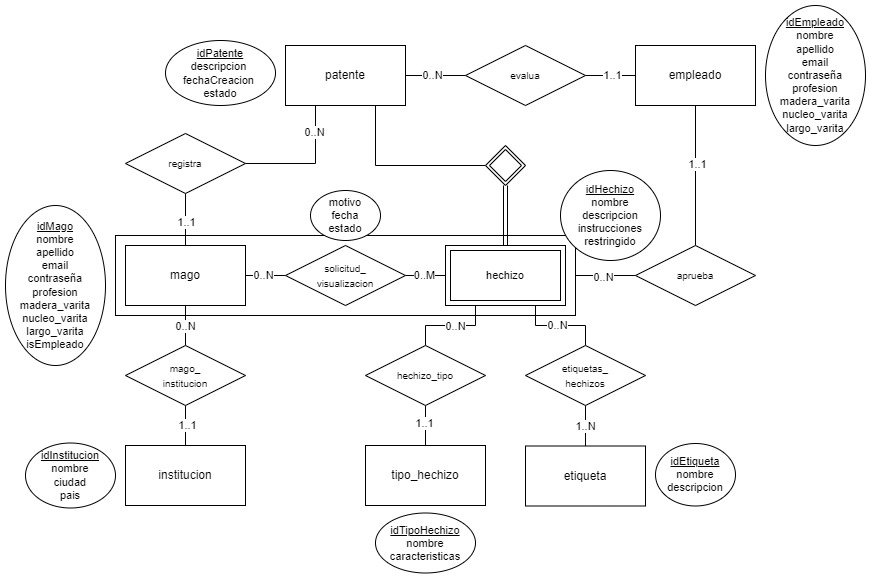 idPatente
descripcion
fechaCreacion
estado
patente
0..N
evalua
1..1
empleado
idEmpleado
nombre
apellido
email
contraseña
profesion
madera_varita
nucleo_varita
largo_varita
0..N
registra
1..1
1..1
motivo
fecha
estado
idHechizo
nombre
descripcion
instrucciones
restringido
idMago
nombre
apellido
email
contraseña
profesion
madera_varita
nucleo_varita
largo_varita
isEmpleado
mago
0..N
solicitud_
visualizacion
0..M
hechizo
0..N
aprueba
0..N
0..N
0..N
mago_
institucion
hechizo_tipo
etiquetas_
hechizos
1..1
1..1
1..N
idInstitucion
nombre
ciudad
pais
institucion
tipo_hechizo
etiqueta
idEtiqueta
nombre
descripcion
idTipoHechizo
nombre
caracteristicas